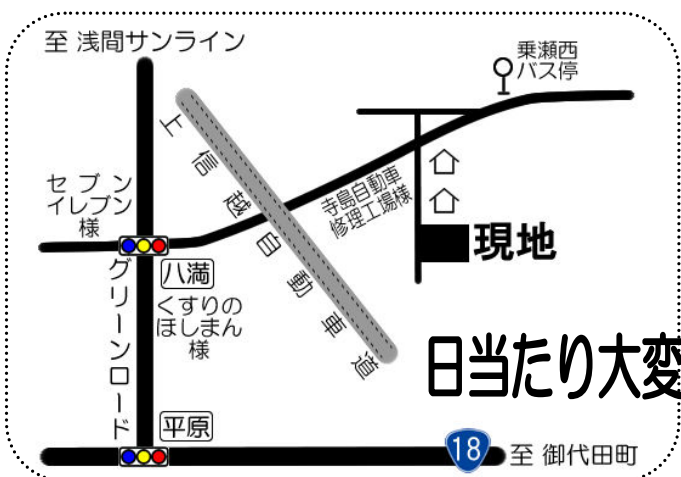 至 浅間サンライン
乗瀬西
バス停
上信越自動車道
セブン
イレブン
様
寺島自動車
修理工場様
現地
八満
くすりの
ほしまん
様
グリーンロード
日当たり大変
平原
18
至 御代田町